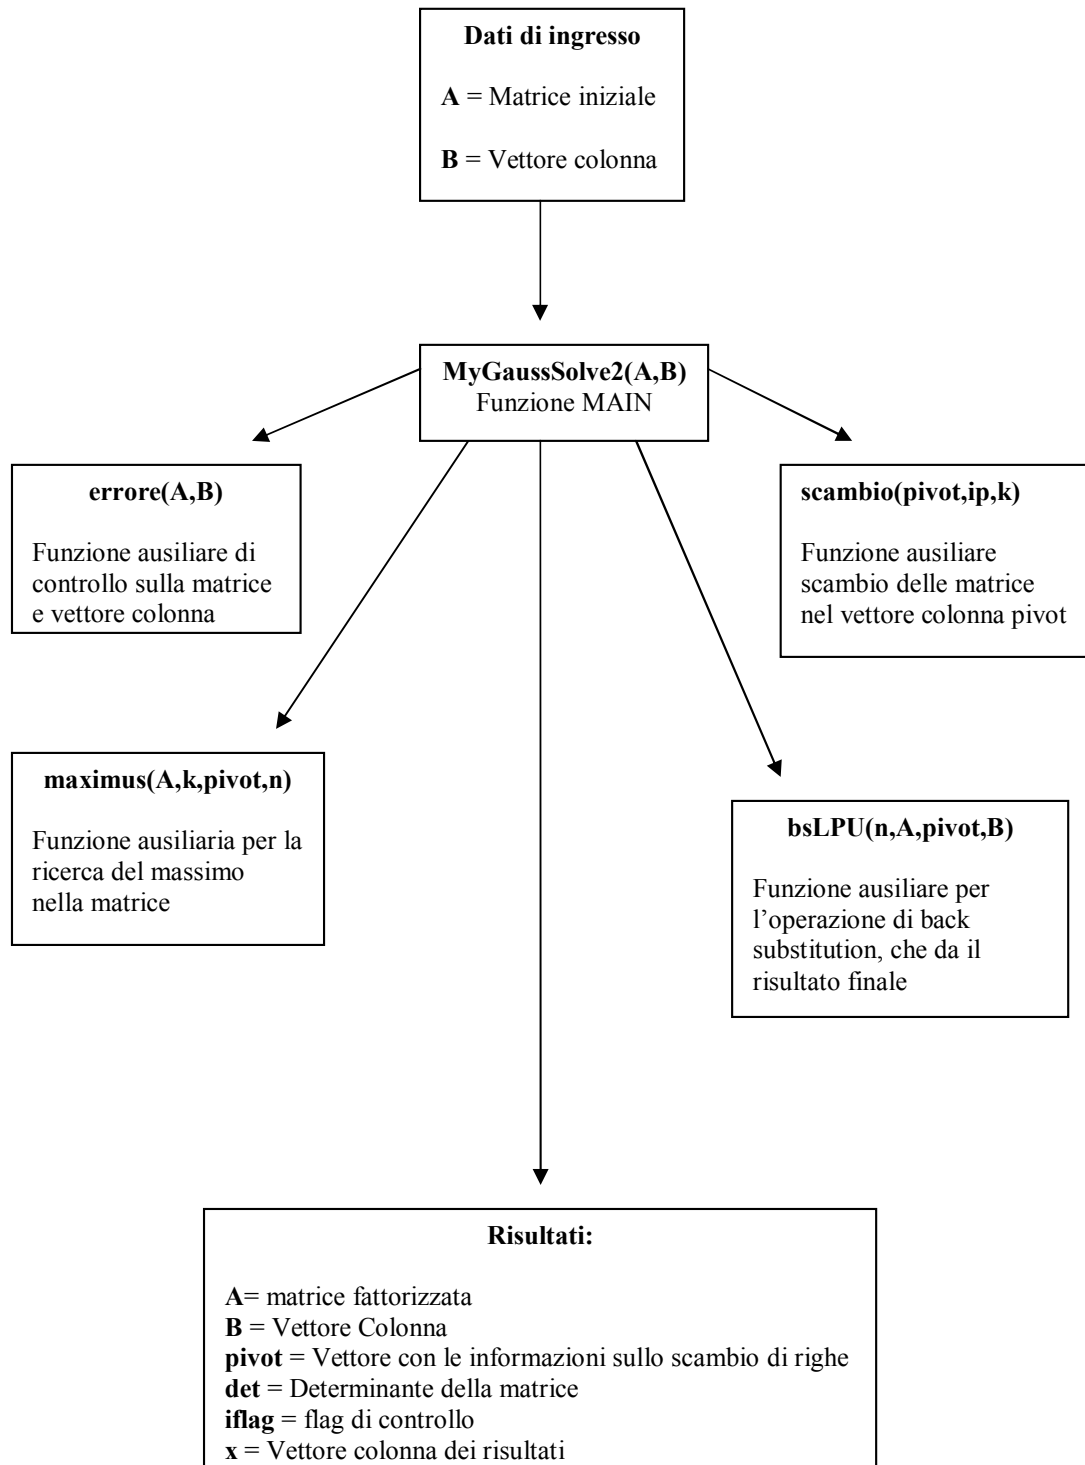 Dati di ingresso
A = Matrice iniziale
B = Vettore colonna
MyGaussSolve2(A,B)
Funzione MAIN
errore(A,B)
Funzione ausiliare di
controllo sulla matrice
e vettore colonna
scambio(pivot,ip,k)
Funzione ausiliare
scambio delle matrice
nel vettore colonna pivot
maximus(A,k,pivot,n)
Funzione ausiliaria per la
ricerca del massimo
nella matrice
bsLPU(n,A,pivot,B)
Funzione ausiliare per
l’operazione di back
substitution, che da il
risultato finale
Risultati:
A= matrice fattorizzata
B = Vettore Colonna
pivot = Vettore con le informazioni sullo scambio di righe
det = Determinante della matrice
iflag = flag di controllo
x = Vettore colonna dei risultati